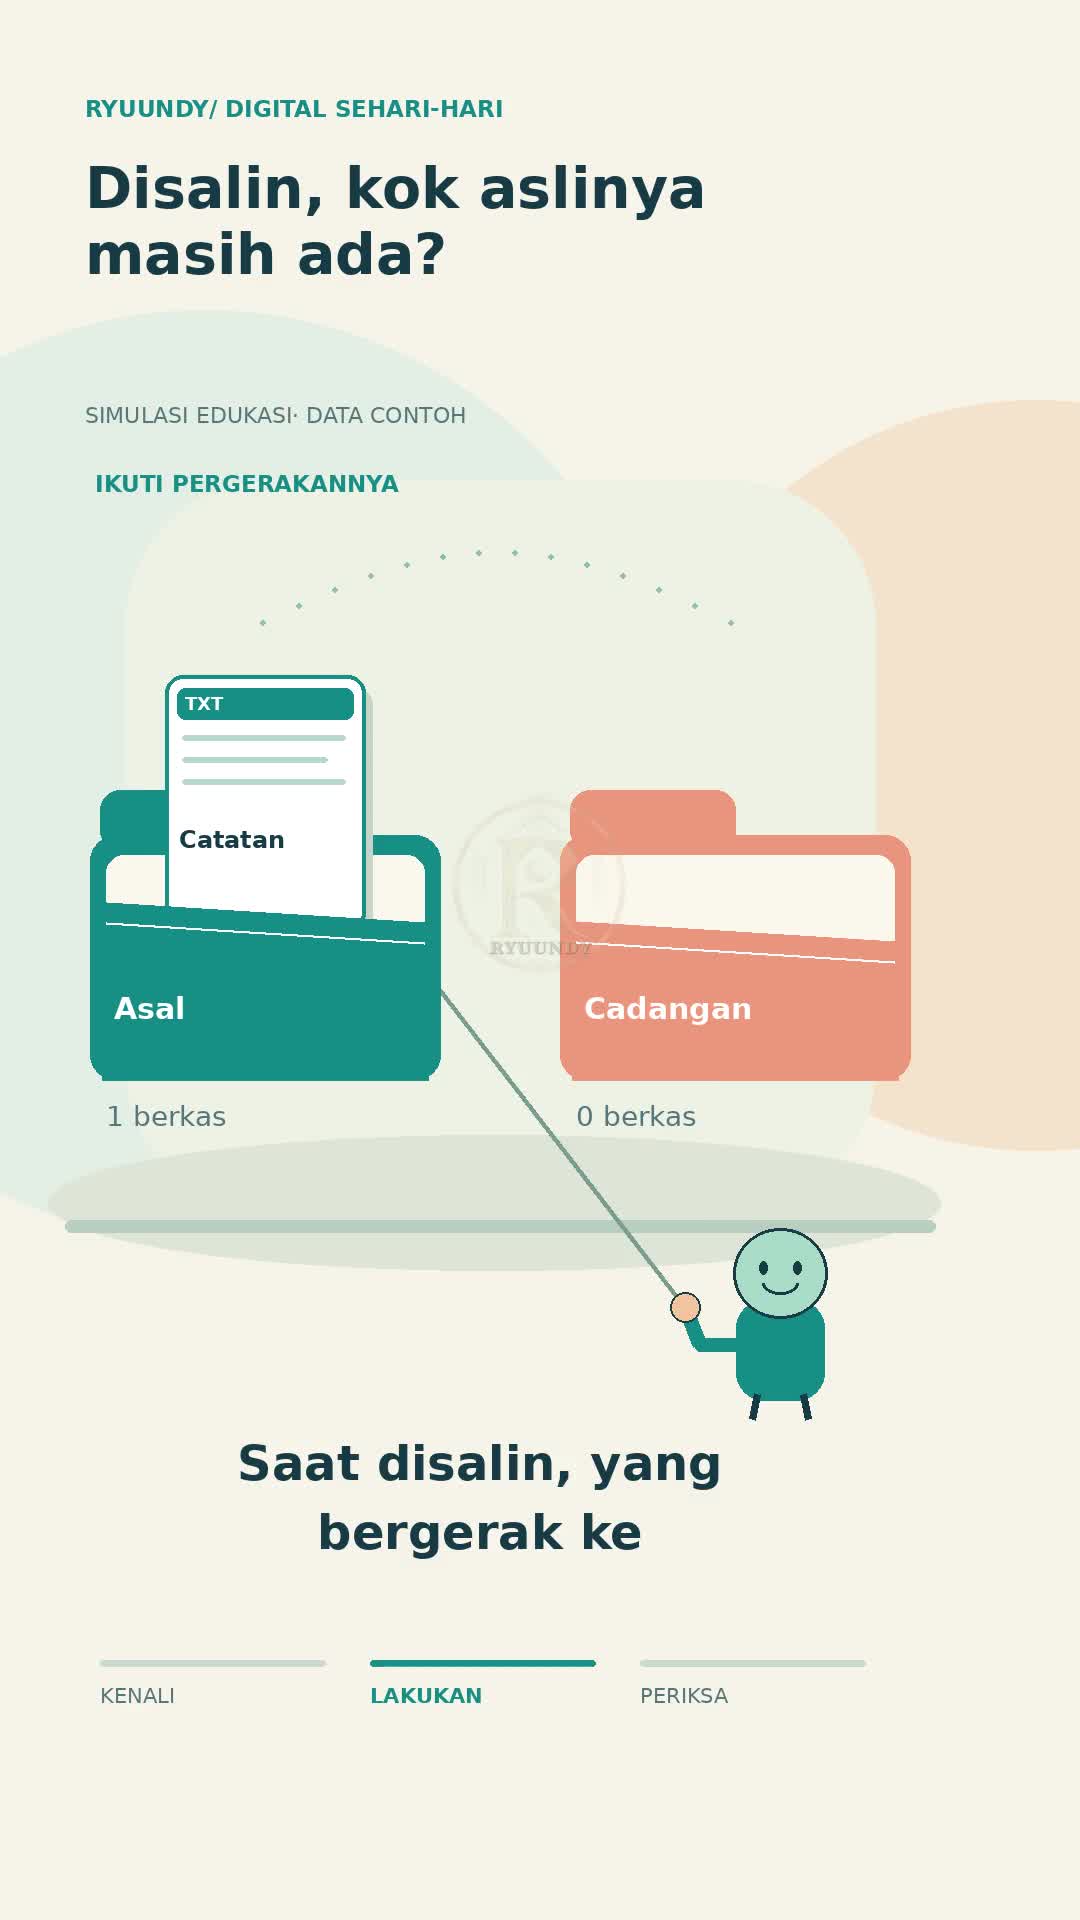 RYUUNDY/ DIGITAL SEHARI-HARI
Disalin, kok aslinya
masih ada?
SIMULASI EDUKASI· DATA CONTOH
IKUTI PERGERAKANNYA
TXT
Catatan
RYUUNDY
Asal
Cadangan
1 berkas
0 berkas
Saat disalin, yang
bergerak ke
KENALI
LAKUKAN
PERIKSA